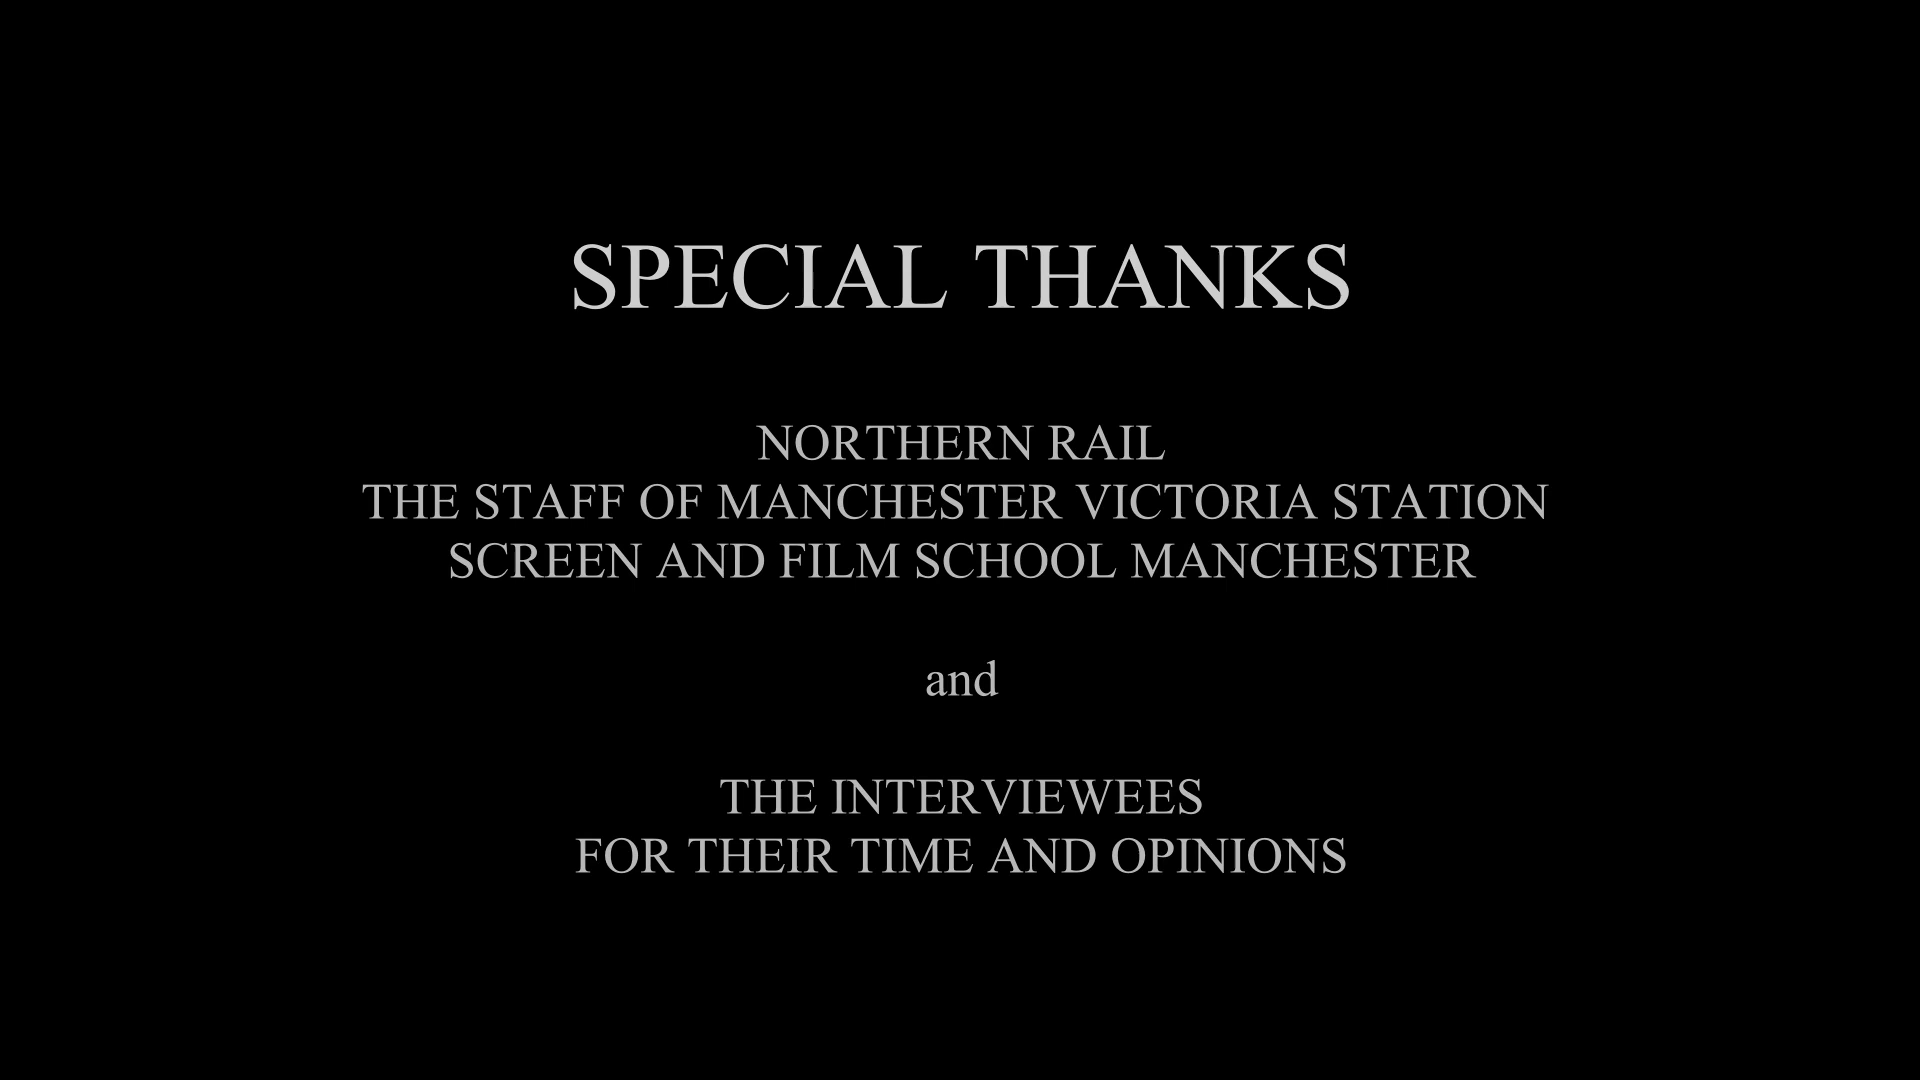 SPECIAL THANKS
NORTHERN RAIL
THE STAFF OF MANCHESTER VICTORIA STATION
SCREEN AND FILM SCHOOL MANCHESTER
and
THE INTERVIEWEES
FOR THEIR TIME AND OPINIONS